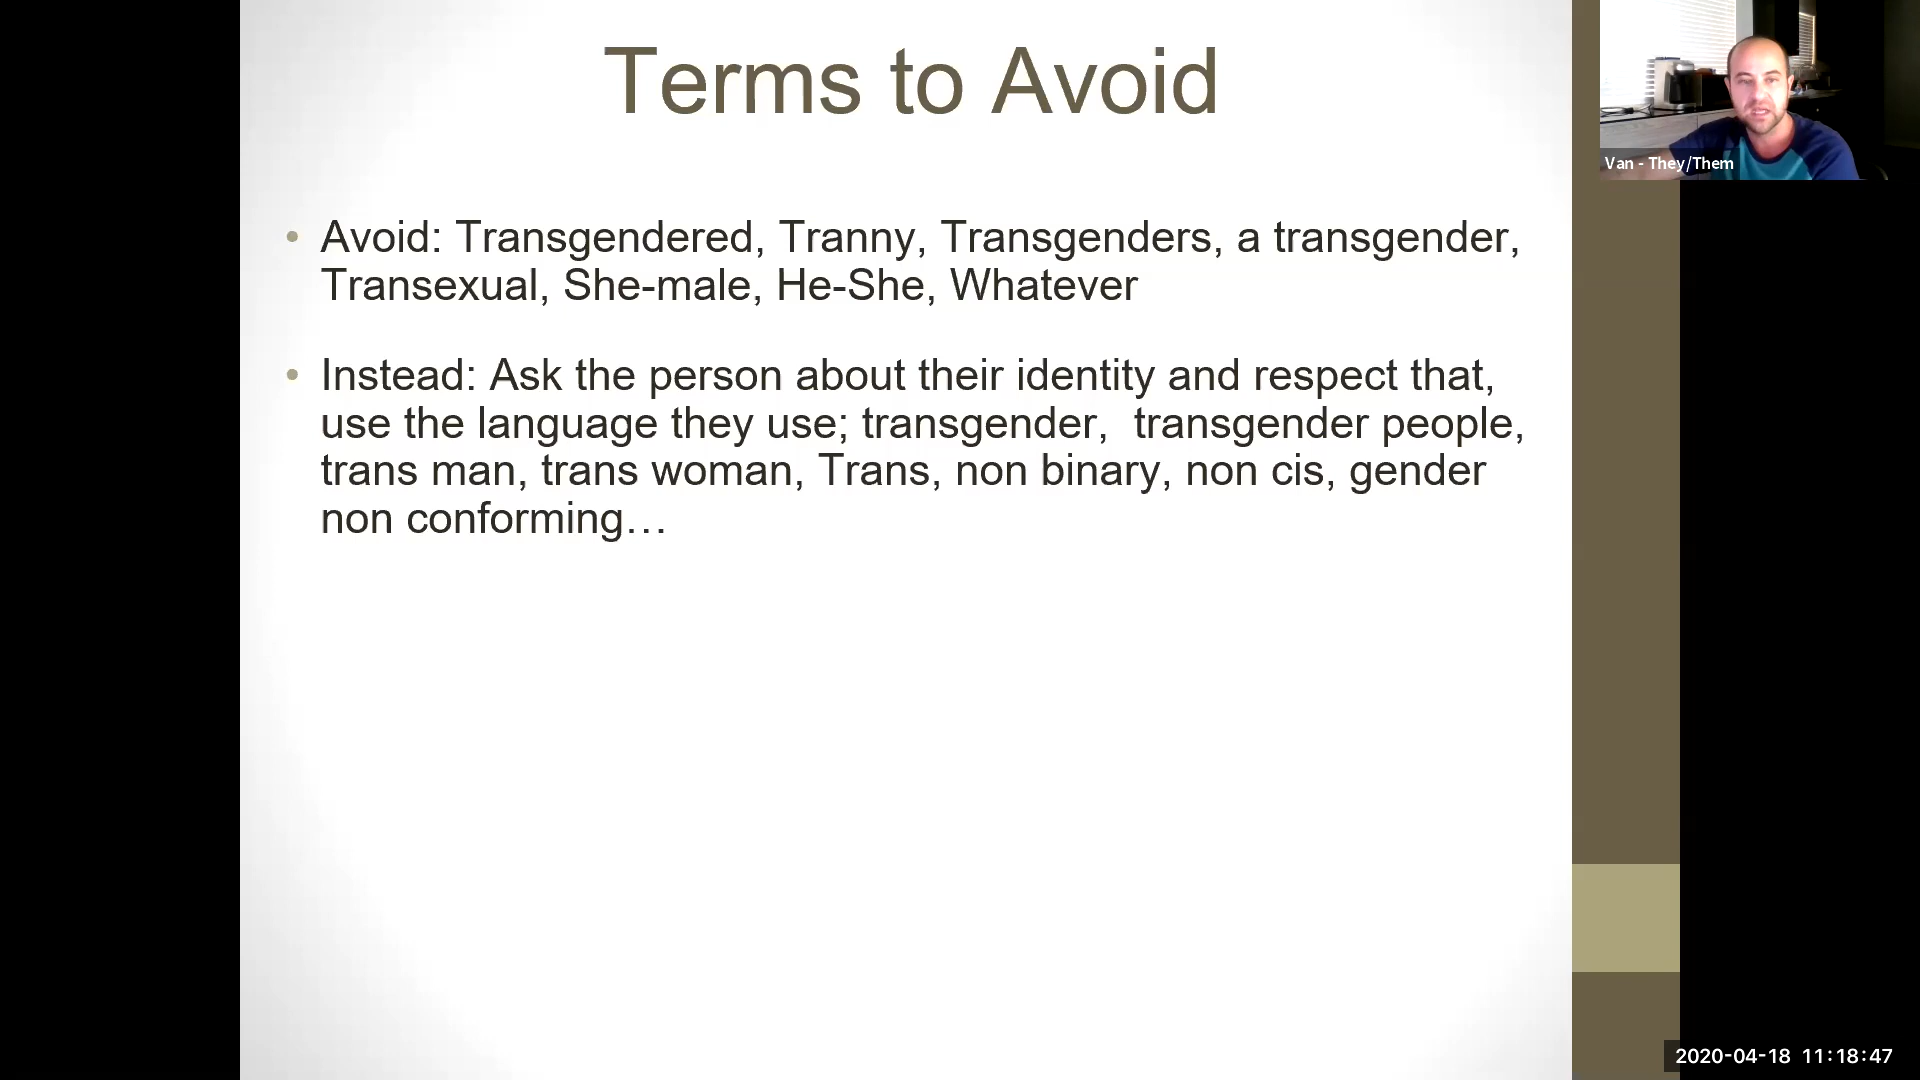 Terms to Avoid
Van - They/Them
• Avoid: Transgendered, Tranny, Transgenders, a transgender,
Transexual, She-male, He-She, Whatever
• Instead: Ask the person about their identity and respect that,
use the language they use; transgender,  transgender people,
trans man, trans woman, Trans, non binary, non cis, gender
non conforming…
2020-04-18 11:18:47